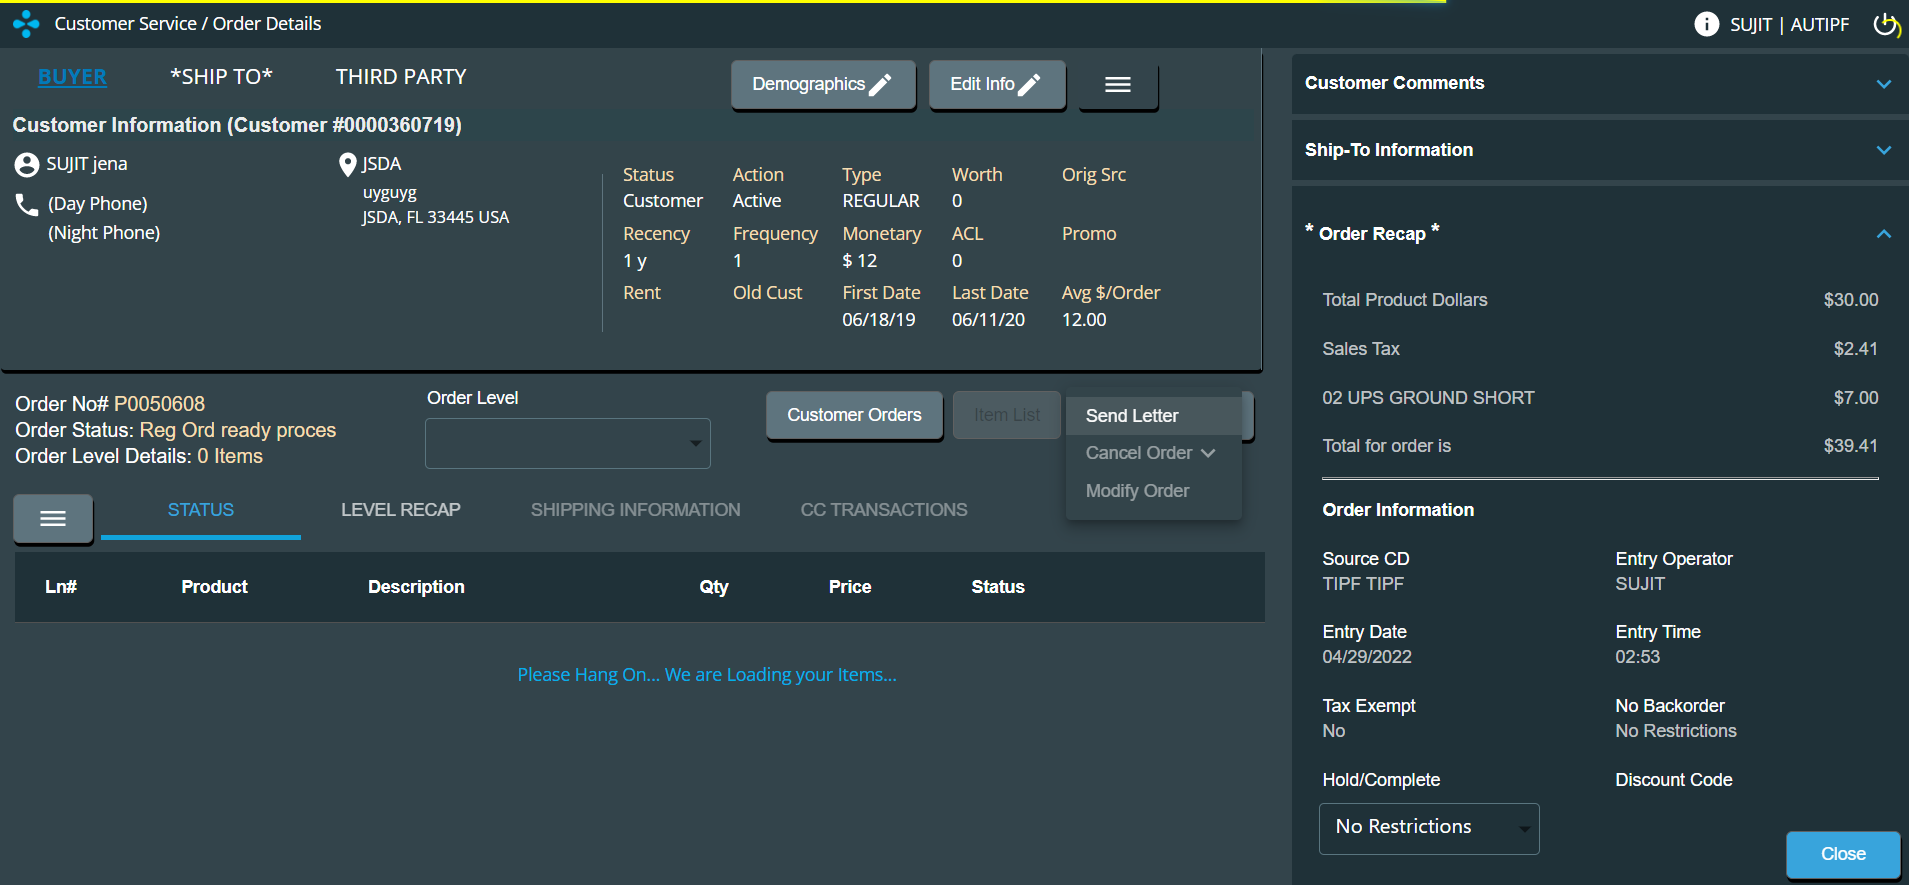 Customer Service / Order Details
SUJIT | AUTIPF
BUYER
*SHIP TO*
THIRD PARTY
Demographics
Edit Info
Customer Information (Customer #0000360719)
SUJIT jena
(Day Phone)
(Night Phone)
JSDA
uyguyg
JSDA, FL 33445 USA
Status Action Type Worth Orig Src
Customer Active REGULAR 0
Recency Frequency Monetary ACL Promo
1 y 1 $ 12 0
Rent Old Cust First Date Last Date Avg $/Order
06/18/19 06/11/20 12.00
Order No# P0050608
Order Status: Reg Ord ready proces
Order Level Details: 0 Items
Order Level
Customer Orders
Item List
Send Letter
Cancel Order
Modify Order
STATUS
LEVEL RECAP
SHIPPING INFORMATION
CC TRANSACTIONS
Ln# Product Description Qty Price Status
Please Hang On... We are Loading your Items...
Customer Comments
Ship-To Information
* Order Recap *
Total Product Dollars $30.00
Sales Tax $2.41
02 UPS GROUND SHORT $7.00
Total for order is $39.41
Order Information
Source CD Entry Operator
TIPF TIPF SUJIT
Entry Date Entry Time
04/29/2022 02:53
Tax Exempt No Backorder
No No Restrictions
Hold/Complete Discount Code
No Restrictions
Close